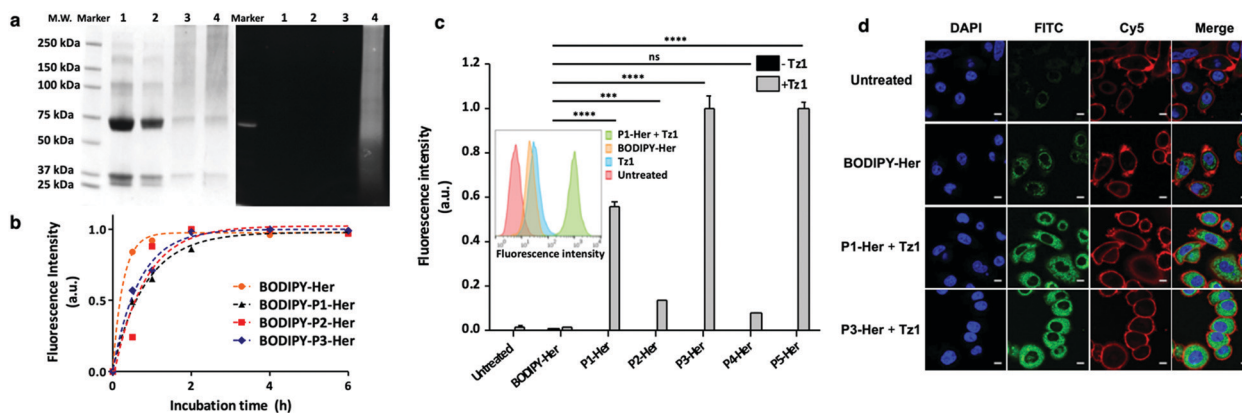 a
M.W. Marker 1 2 3 4 Marker 1 2 3 4
250 kDa
150 kDa
100 kDa
75 kDa
50 kDa
37 kDa
25 kDa
b
Fluorescence Intensity
(a.u.)
1.0
0.5
0.0
0 2 4 6
Incubation time (h)
BODIPY-Her
BODIPY-P1-Her
BODIPY-P2-Her
BODIPY-P3-Her
c
Fluorescence intensity
(a.u.)
1.2
1.0
0.8
0.6
0.4
0.2
0.0
****
ns
****
***
****
- Tz1
+Tz1
P1-Her + Tz1
BODIPY-Her
Tz1
Untreated
Fluorescence intensity
Untreated
BODIPY-Her
P1-Her
P2-Her
P3-Her
P4-Her
P5-Her
d
DAPI FITC Cy5 Merge
Untreated
BODIPY-Her
P1-Her + Tz1
P3-Her + Tz1